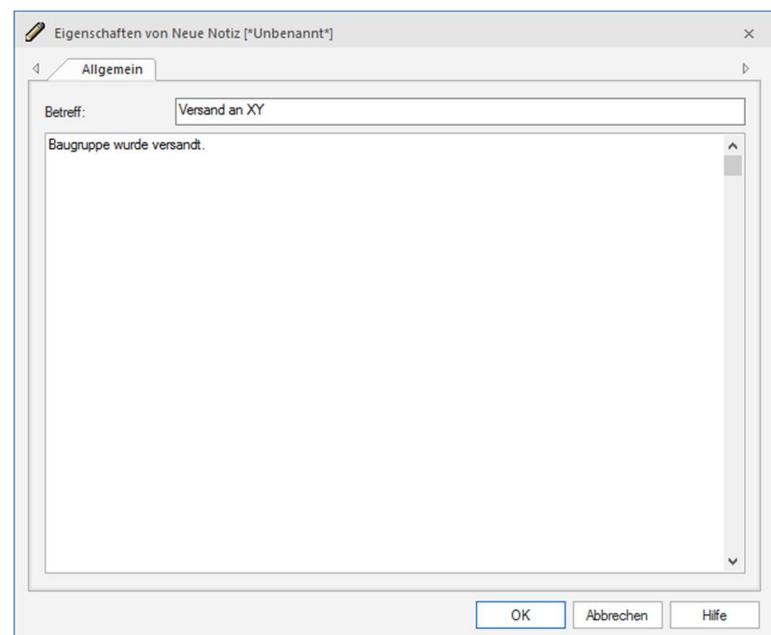 Eigenschaften von Neue Notiz [*Unbenannt*]
Allgemein
Betreff:
Versand an XY
Baugruppe wurde versandt.
OK
Abbrechen
Hilfe